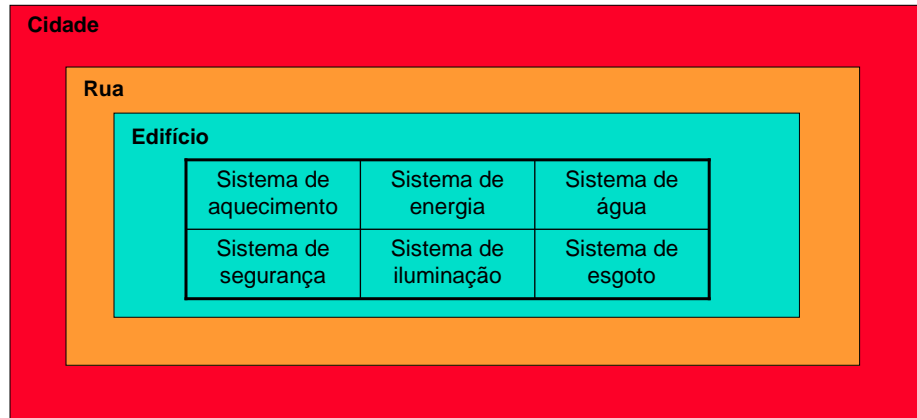 Cidade
Rua
Edifício
Sistema de
aquecimento
Sistema de
energia
Sistema de
água
Sistema de
segurança
Sistema de
iluminação
Sistema de
esgoto